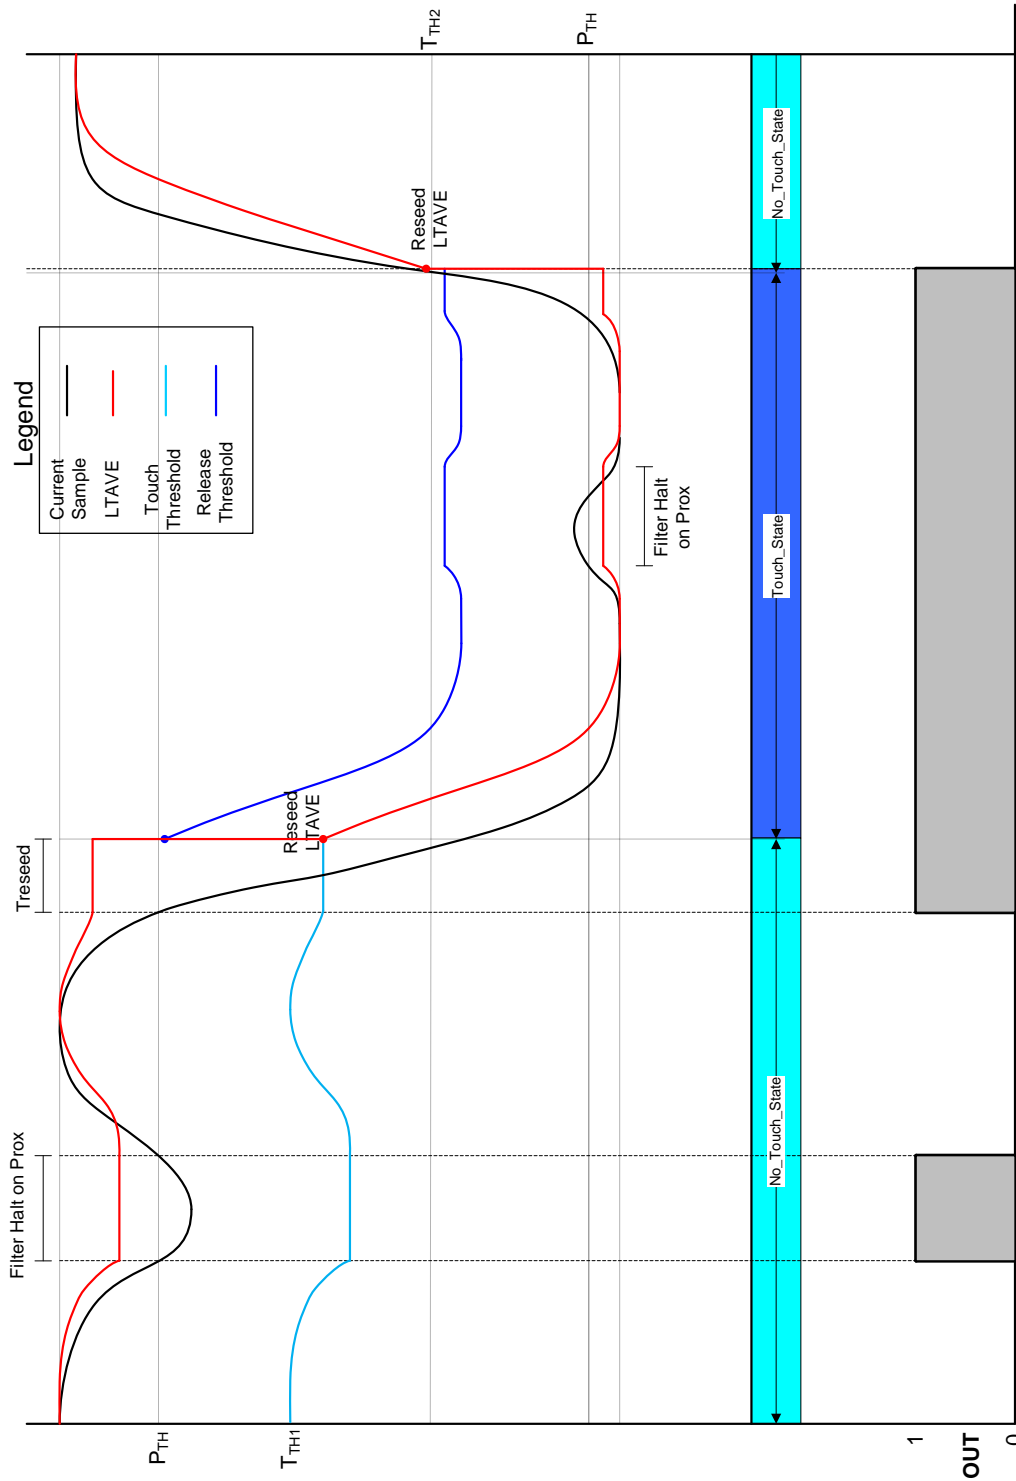 Legend
Current
Sample
LTAVE
Touch
Threshold
Release
Threshold
Filter Halt on Prox
Treseed
Reseed
LTAVE
Filter Halt
on Prox
Reseed
LTAVE
PTH
TTH1
TTH2
PTH
No_Touch_State
Touch_State
No_Touch_State
1
OUT
0